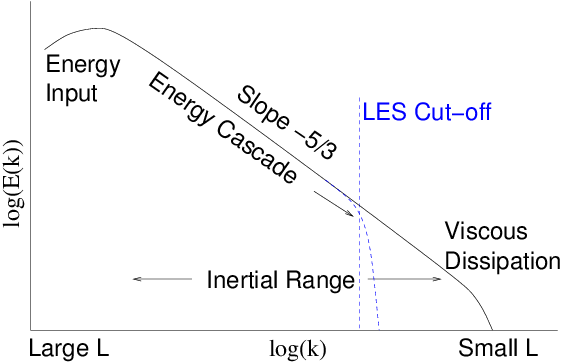 Energy
Input
Energy Cascade
Slope −5/3
LES Cut−off
log(E(k))
Viscous
Dissipation
Inertial Range
Large L
log(k)
Small L